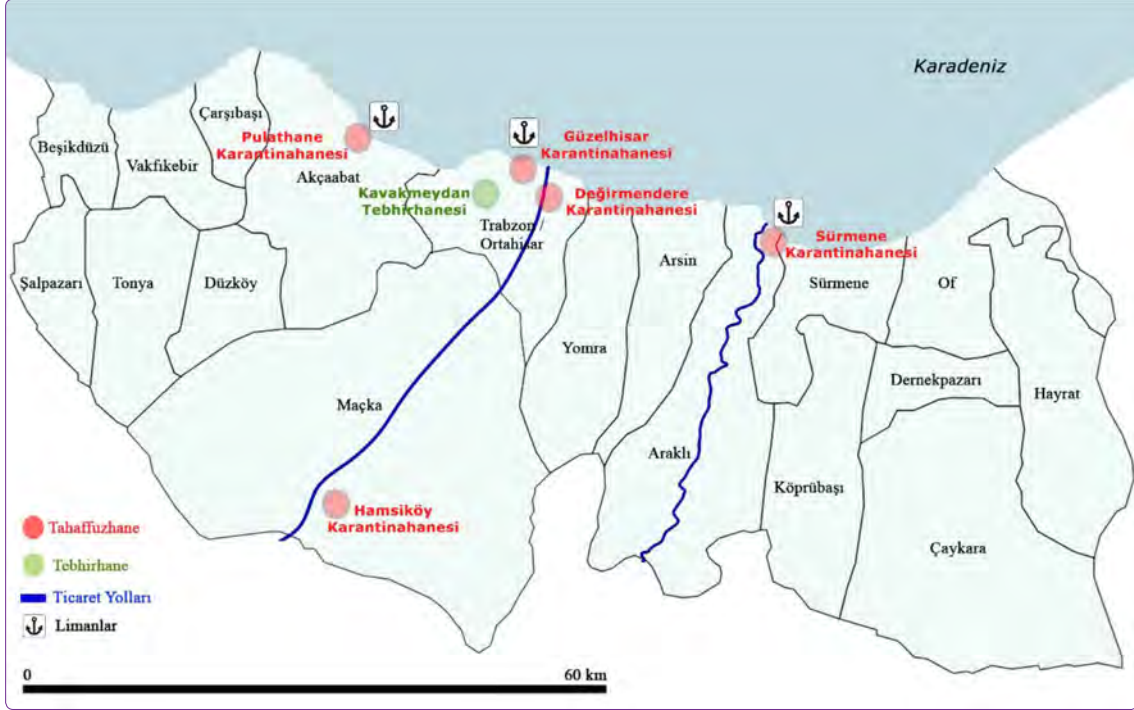 Karadeniz
Çarşıbaşı
Beşikdüzü
Vakfıkebir
Pulathane
Karantinahanesi
Akçaabat
Güzelhisar
Karantinahanesi
Kavakmeydan
Tebhirhanesi
Değirmendere
Karantinahanesi
Trabzon
Ortahisar
Sürmene
Karantinahanesi
Şalpazarı
Tonya
Düzköy
Arsin
Sürmene
Of
Yomra
Dernekpazarı
Hayrat
Maçka
Araklı
Köprübaşı
Hamsiköy
Karantinahanesi
Çaykara
Tahaffuzhane
Tebhirhane
Ticaret Yolları
Limanlar
0
60 km